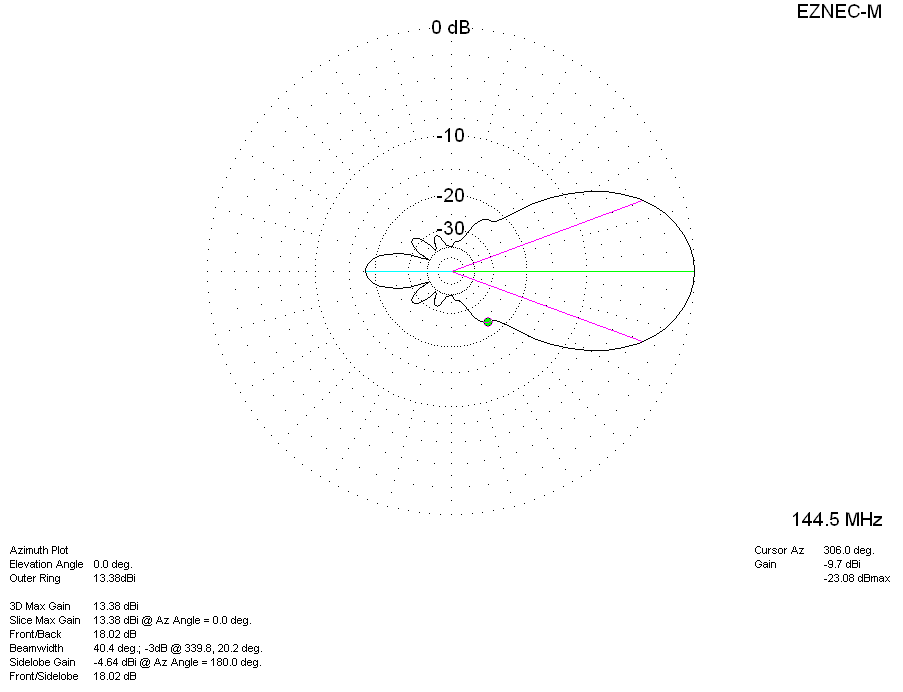 EZNEC-M
0 dB
-10
-20
-30
144.5 MHz
Azimuth Plot
Elevation Angle 0.0 deg.
Outer Ring 13.38dBi
Cursor Az 306.0 deg.
Gain -9.7 dBi
-23.08 dBmax
3D Max Gain 13.38 dBi
Slice Max Gain 13.38 dBi @ Az Angle = 0.0 deg.
Front/Back 18.02 dB
Beamwidth 40.4 deg.; -3dB @ 339.8, 20.2 deg.
Sidelobe Gain -4.64 dBi @ Az Angle = 180.0 deg.
Front/Sidelobe 18.02 dB